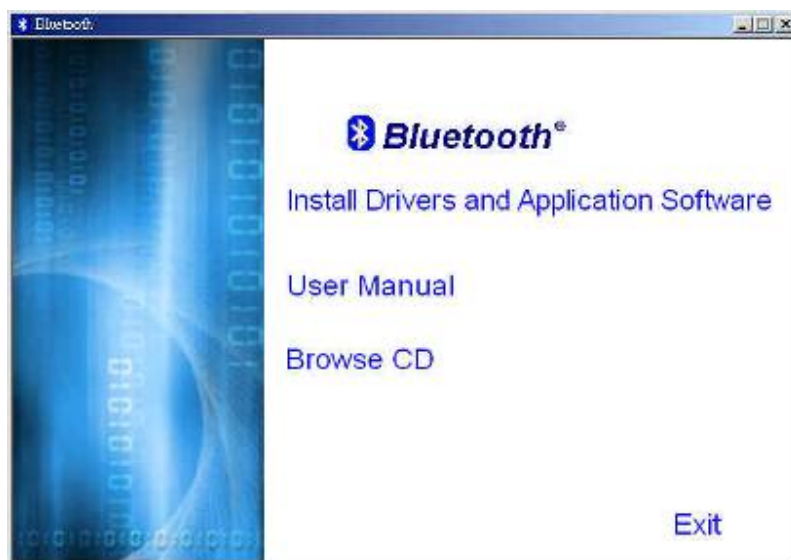 Bluetooth
Bluetooth®
Install Drivers and Application Software
User Manual
Browse CD
Exit